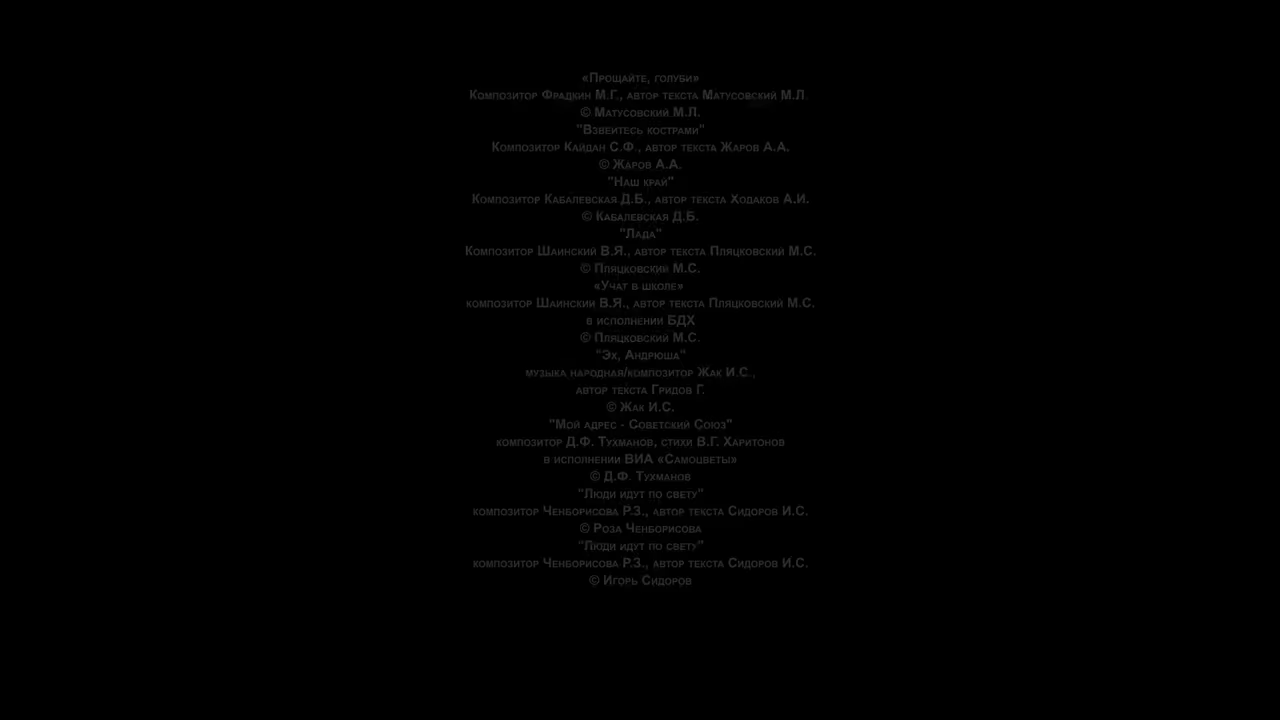 «Прощайте, голуби»
Композитор Фрадкин М.Г., автор текста Матусовский М.Л.
© Матусовский М.Л.
"Взвейтесь кострами"
Композитор Кайдан С.Ф., автор текста Жаров А.А.
© Жаров А.А.
"Наш край"
Композитор Кабалевская Д.Б., автор текста Ходаков А.И.
© Кабалевская Д.Б.
"Лада"
Композитор Шаинский В.Я., автор текста Пляцковский М.С.
© Пляцковский М.С.
«Учат в школе»
композитор Шаинский В.Я., автор текста Пляцковский М.С.
в исполнении БДХ
© Пляцковский М.С.
"Эх, Андрюша"
музыка народная/композитор Жак И.С.,
автор текста Гридов Г.
© Жак И.С.
"Мой адрес - Советский Союз"
композитор Д.Ф. Тухманов, стихи В.Г. Харитонов
в исполнении ВИА «Самоцветы»
© Д.Ф. Тухманов
"Люди идут по свету"
композитор Ченборисова Р.З., автор текста Сидоров И.С.
© Роза Ченборисова
"Люди идут по свету"
композитор Ченборисова Р.З., автор текста Сидоров И.С.
© Игорь Сидоров